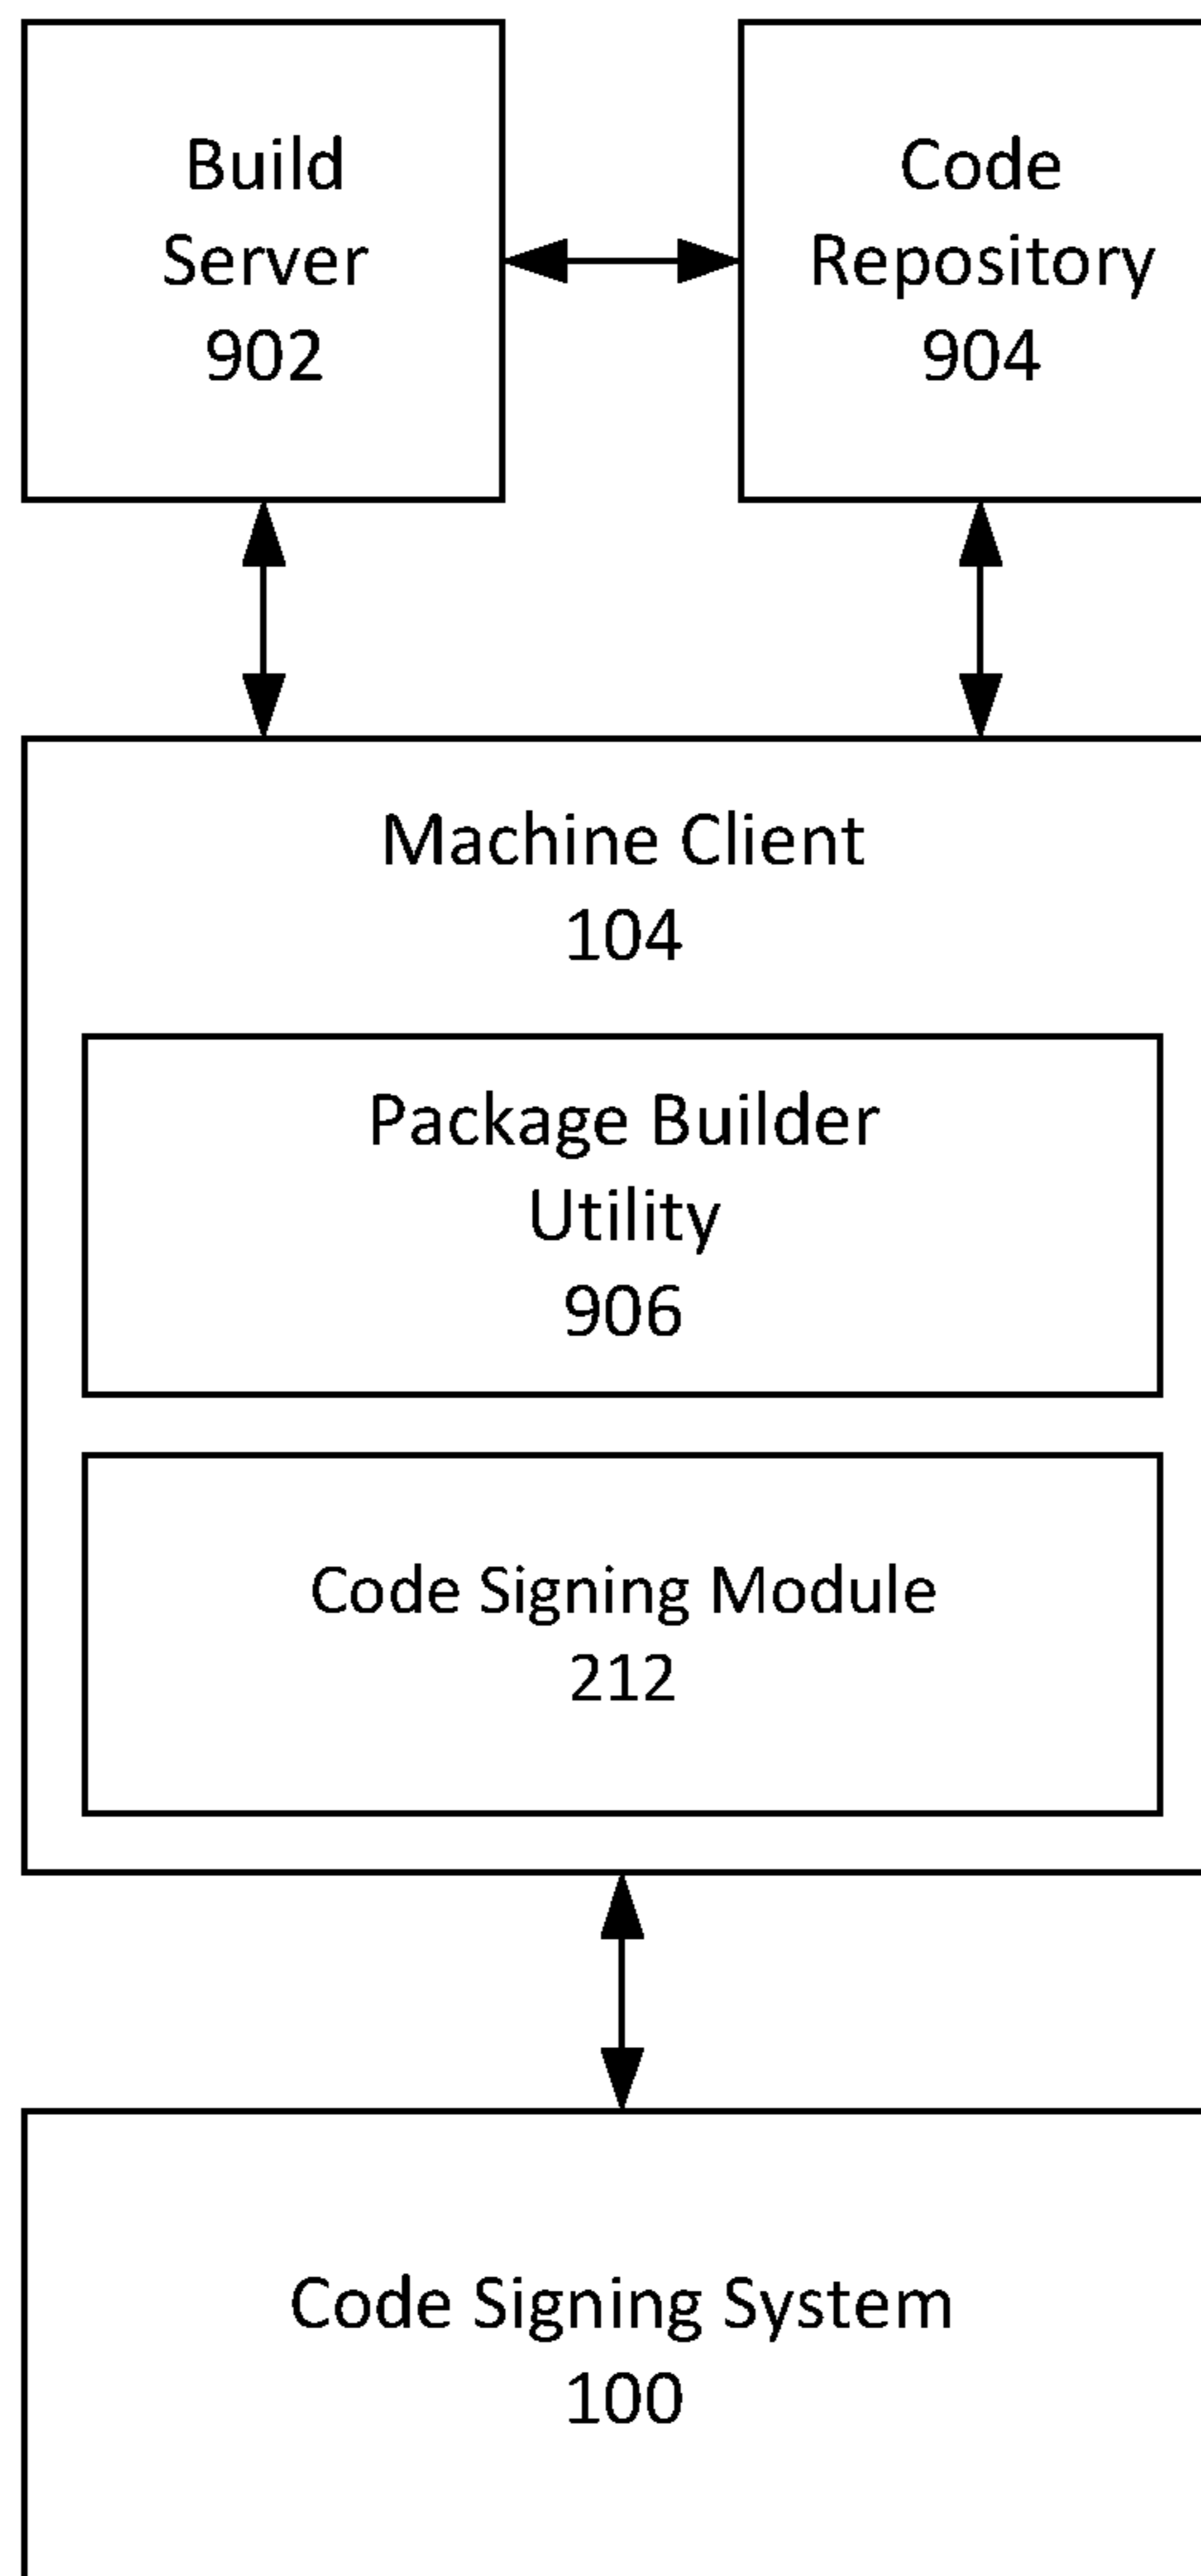 Build
Server
902
Code
Repository
904
Machine Client
104
Package Builder
Utility
906
Code Signing Module
212
Code Signing System
100